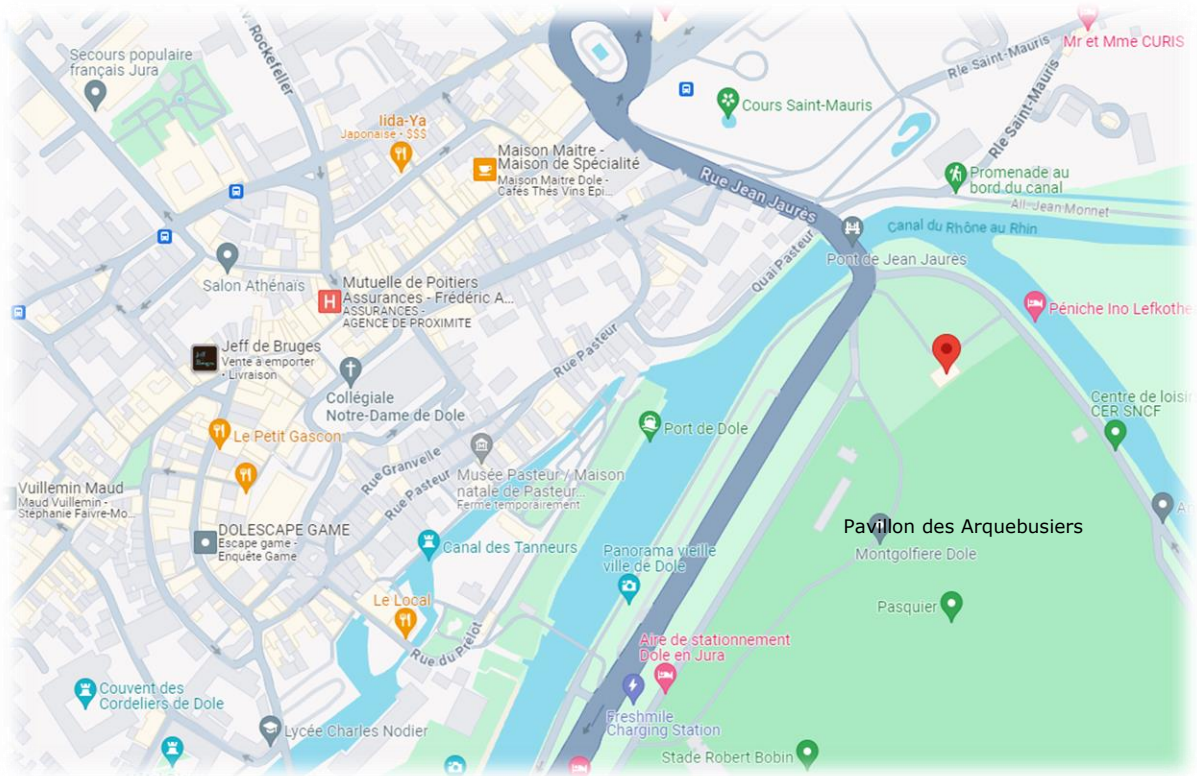 Secours populaire
français Jura
V. Rockefeller
Iida-Ya
Japonaise - $$$
Maison Maitre -
Maison de Spécialité
Maison Maitre Dole -
Cafés Thés Vins Epi...
Cours Saint-Mauris
Rle Saint-Mauris
Mr et Mme CURIS
Rle Saint-Mauris
Promenade au
bord du canal
All. Jean Monnet
Rue Jean Jaurès
Canal du Rhône au Rhin
Pont de Jean Jaurès
Quai Pasteur
Salon Athénais
Mutuelle de Poitiers
Assurances - Frédéric A...
ASSURANCES -
AGENCE DE PROXIMITE
H
Péniche Ino Lefkothe
Jeff de Bruges
Vente à emporter
- Livraison
Jeff
de Bruges
Rue Pasteur
Collégiale
Notre-Dame de Dole
Centre de loisi
CER SNCF
Le Petit Gascon
Port de Dole
Rue Granvelle
Rue Pasteur
Musée Pasteur / Maison
natale de Pasteur...
Fermé temporairement
Vuillemin Maud
Maud Vuillemin -
Stéphanie Faivre-Mo...
DOLESCAPE GAME
Escape game -
Enquête Game
Canal des Tanneurs
Panorama vieille
ville de Dole
Pavillon des Arquebusiers
Montgolfiere Dole
Pasquier
Le Local
Rue du Prélot
Aire de stationnement
Dole en Jura
Couvent des
Cordeliers de Dole
Lycée Charles Nodier
Freshmile
Charging Station
Stade Robert Bobin